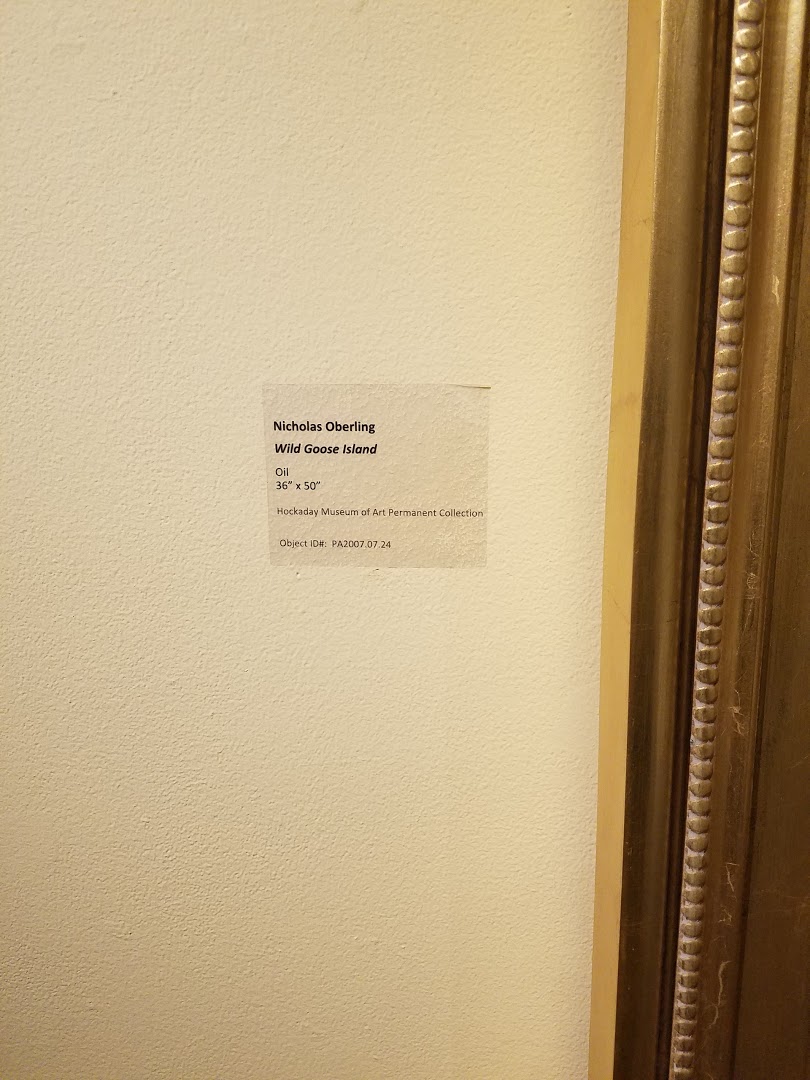 Nicholas Oberling
Wild Goose Island
Oil
36” x 50”
Hockaday Museum of Art Permanent Collection
Object ID#: PA2007.07.24